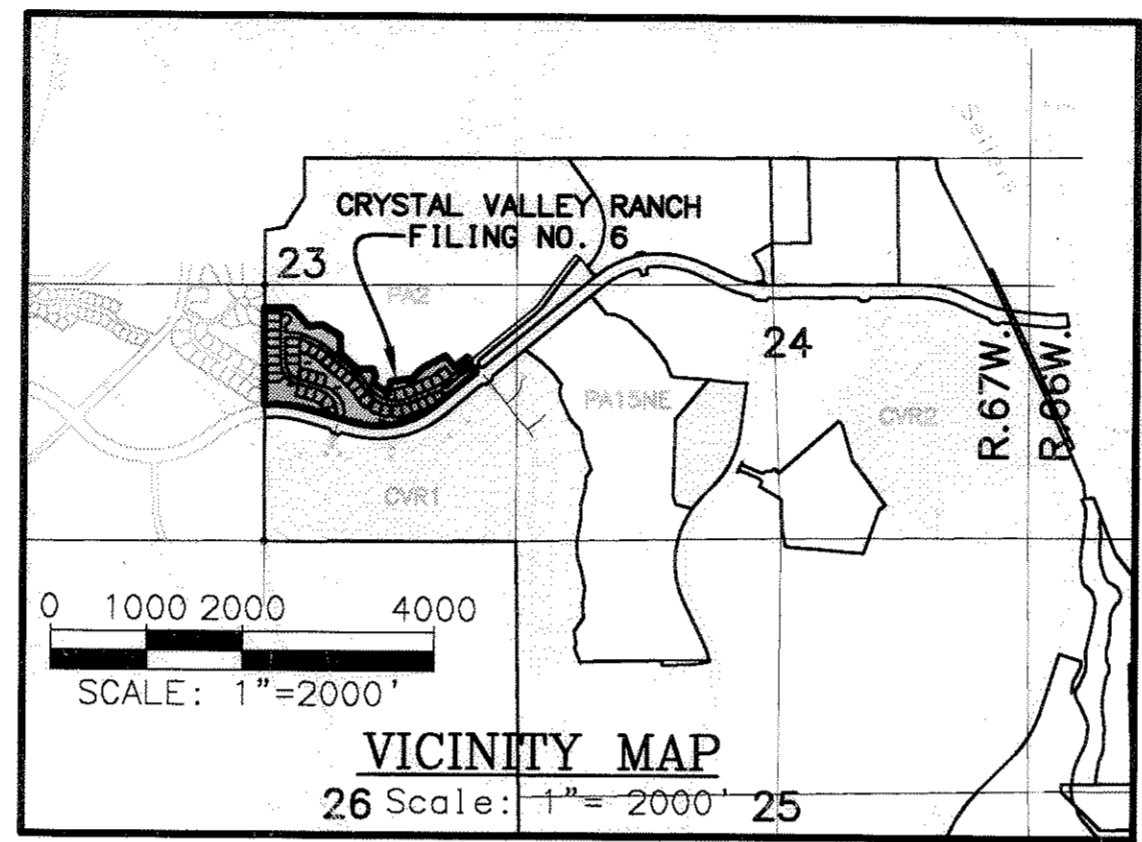 CRYSTAL VALLEY RANCH
FILING NO. 6
23
PA2
24
R.67W.
R.66W.
PA15NE
CVR2
CVR1
0 1000 2000 4000
SCALE: 1"=2000'
VICINITY MAP
26 Scale: 1"= 2000' 25